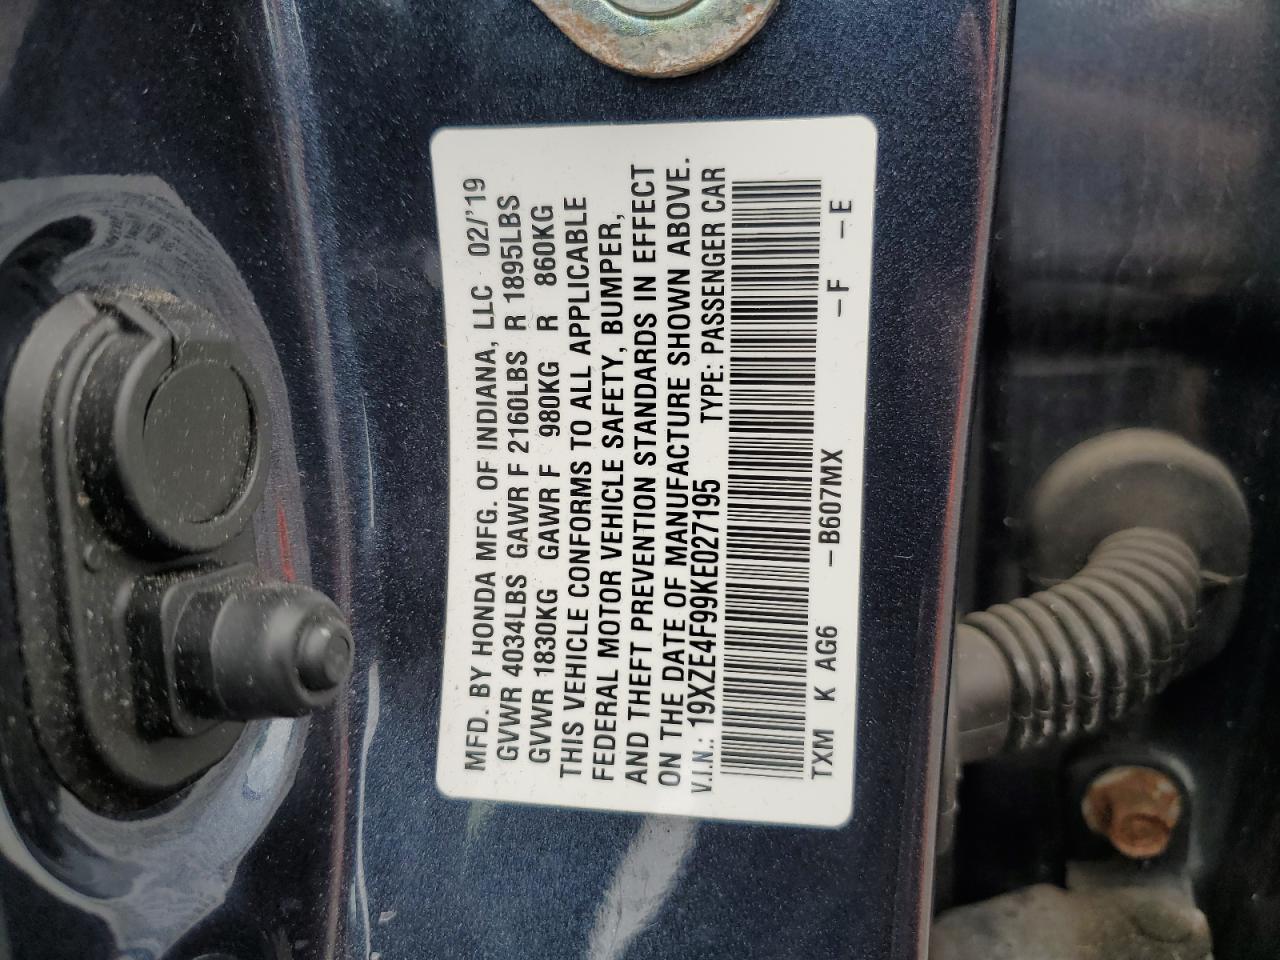 MFD. BY HONDA MFG. OF INDIANA, LLC 02/'19
GVWR 4034LBS GAWR F 2160LBS R 1895LBS
GVWR 1830KG GAWR F 980KG R 860KG
THIS VEHICLE CONFORMS TO ALL APPLICABLE
FEDERAL MOTOR VEHICLE SAFETY, BUMPER,
AND THEFT PREVENTION STANDARDS IN EFFECT
ON THE DATE OF MANUFACTURE SHOWN ABOVE.
V.I.N.: 19XZE4F99KE027195 TYPE: PASSENGER CAR
TXM K AG6 -B607MX -F -E